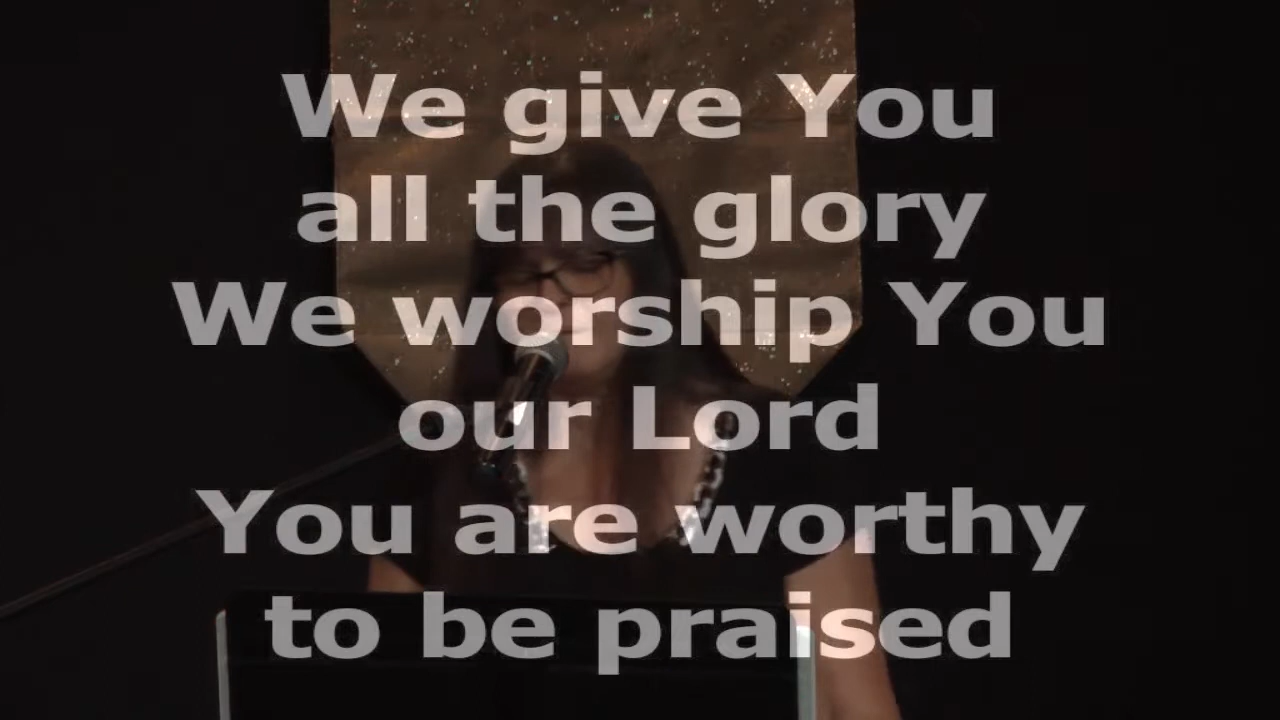 We give You
all the glory
We worship You
our Lord
You are worthy
to be praised